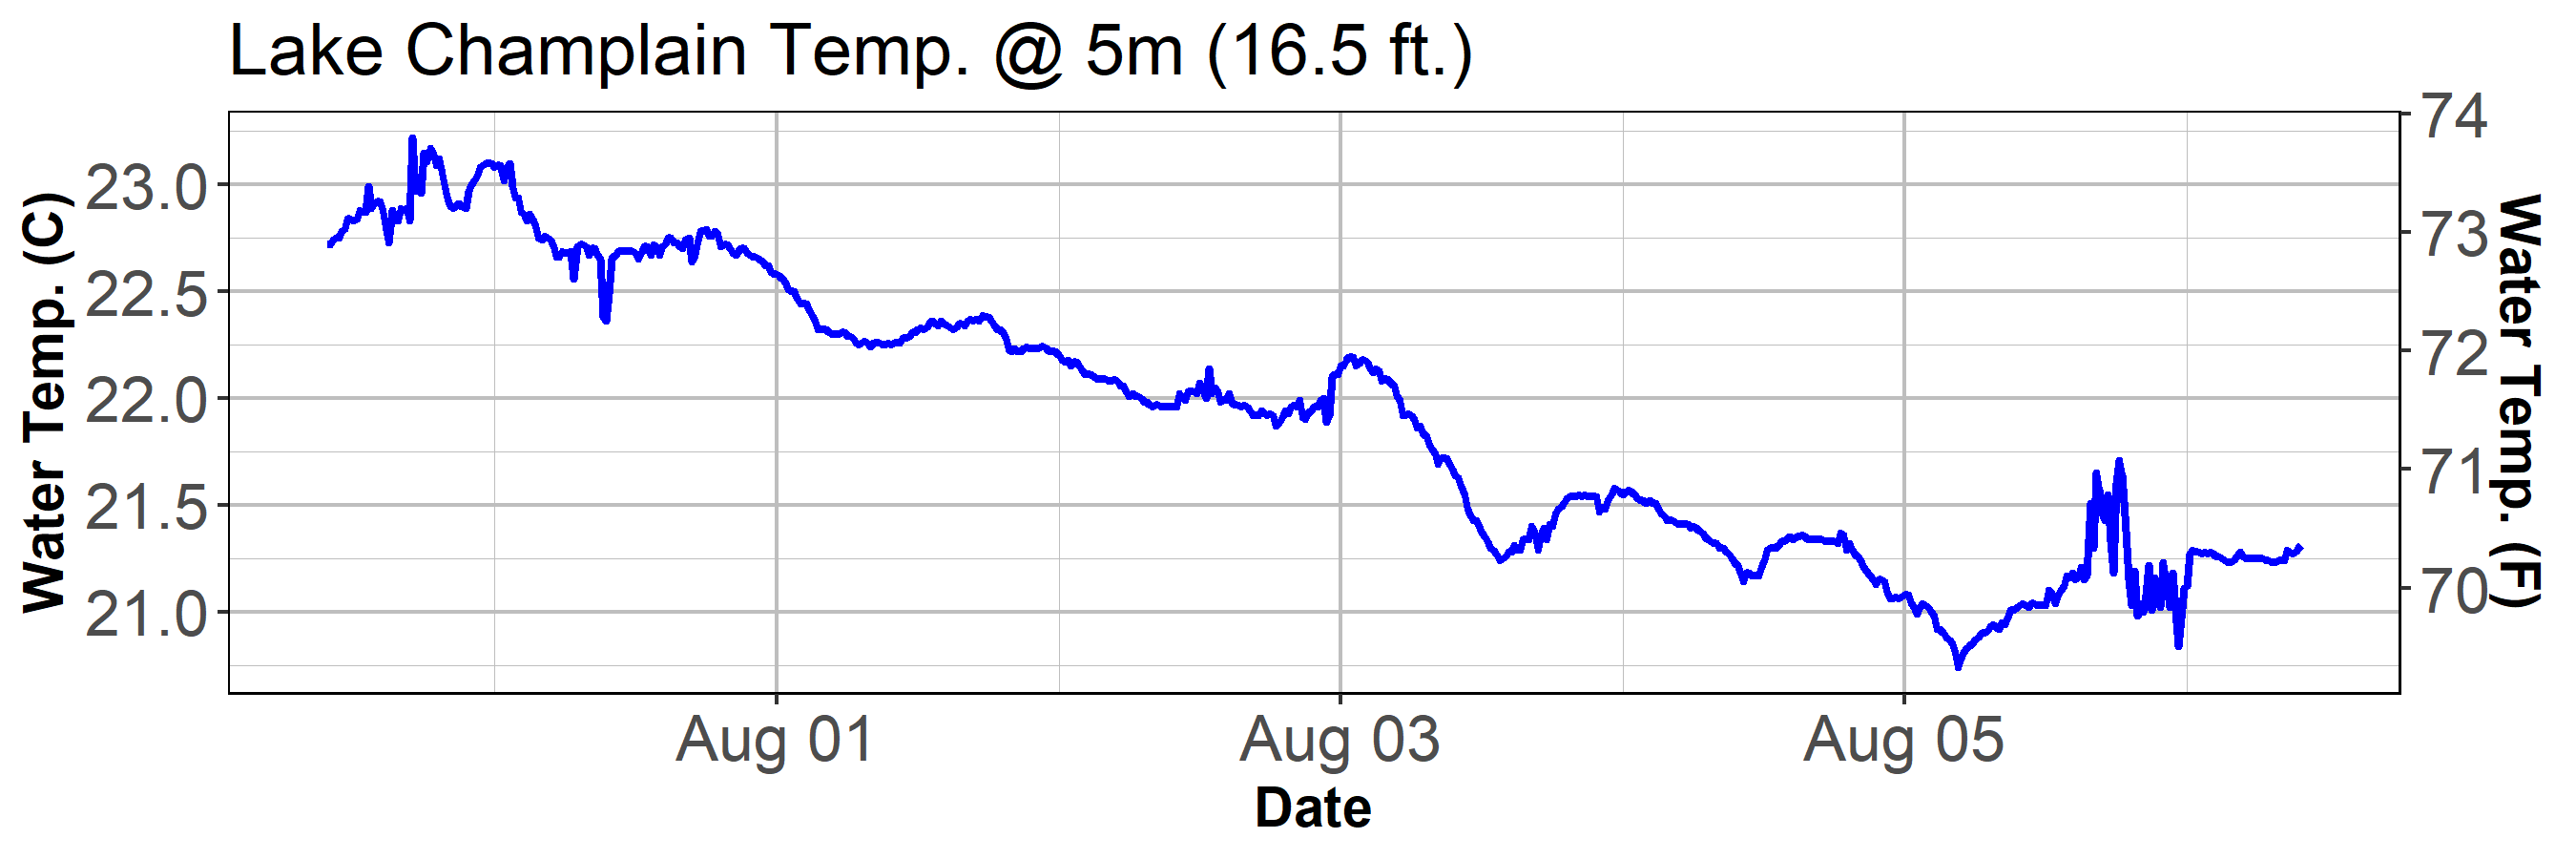 Lake Champlain Temp. @ 5m (16.5 ft.)
Water Temp. (C)
23.0
22.5
22.0
21.5
21.0
74
73
72
71
70
Water Temp. (F)
Aug 01 Aug 03 Aug 05
Date